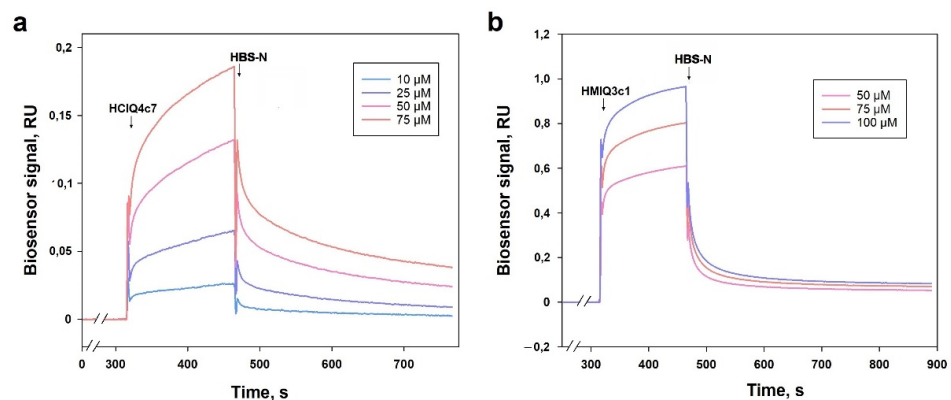 a
Biosensor signal, RU
0,2
0,15
0,1
0,05
0
HCIQ4c7
HBS-N
10 µM
25 µM
50 µM
75 µM
0 300 400 500 600 700
Time, s
b
Biosensor signal, RU
1,2
1,0
0,8
0,6
0,4
0,2
0
–0,2
HMIQ3c1
HBS-N
50 µM
75 µM
100 µM
300 400 500 600 700 800 900
Time, s